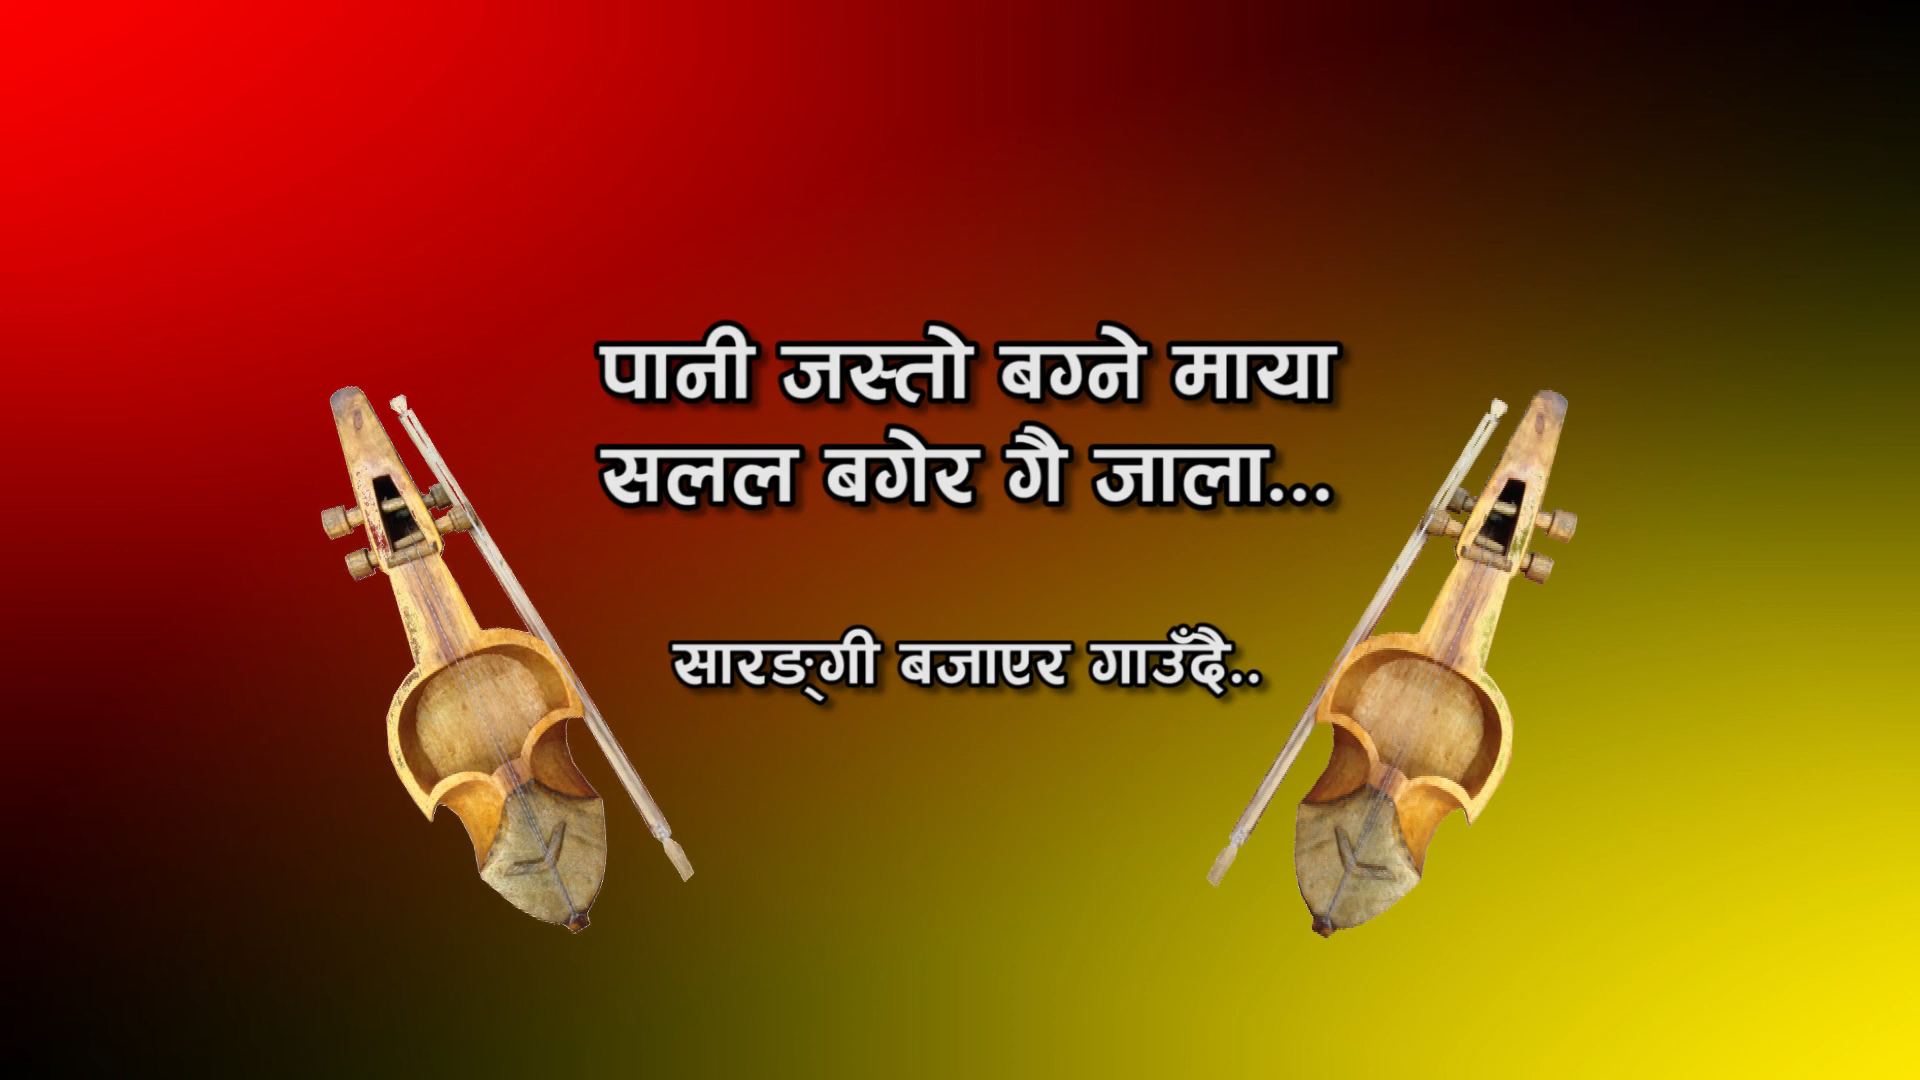 पानी जस्तो बग्ने माया
सलल बगेर गै जाला...
सारङ्‌गी बजाएर गाउँदै..